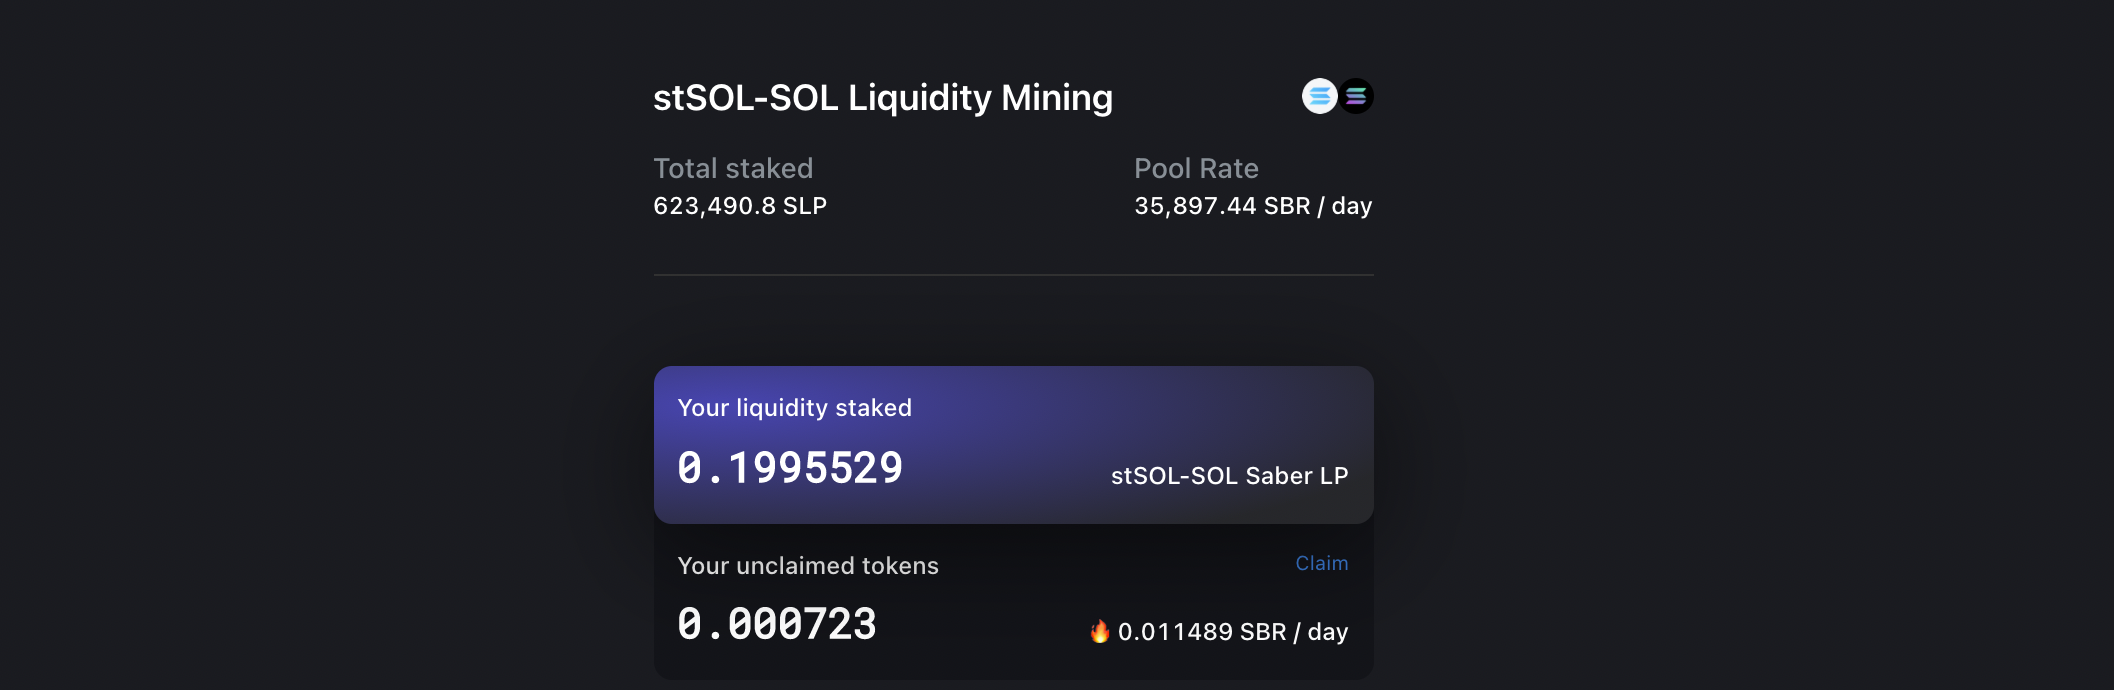 stSOL-SOL Liquidity Mining
Total staked
623,490.8 SLP
Pool Rate
35,897.44 SBR / day
Your liquidity staked
0.1995529
stSOL-SOL Saber LP
Your unclaimed tokens
Claim
0.000723
🔥 0.011489 SBR / day